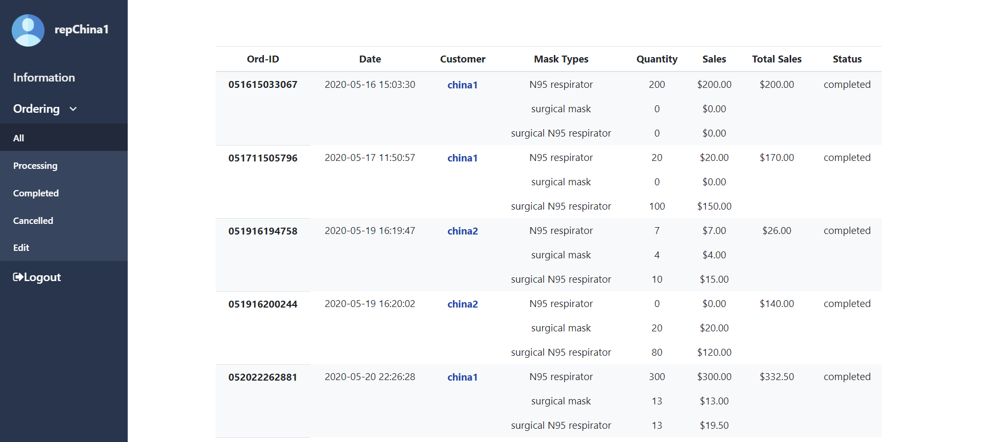 repChina1
Information
Ordering
All
Processing
Completed
Cancelled
Edit
Logout
Ord-ID Date Customer Mask Types Quantity Sales Total Sales Status
051615033067 2020-05-16 15:03:30 china1 N95 respirator 200 $200.00 $200.00 completed
surgical mask 0 $0.00
surgical N95 respirator 0 $0.00
051711505796 2020-05-17 11:50:57 china1 N95 respirator 20 $20.00 $170.00 completed
surgical mask 0 $0.00
surgical N95 respirator 100 $150.00
051916194758 2020-05-19 16:19:47 china2 N95 respirator 7 $7.00 $26.00 completed
surgical mask 4 $4.00
surgical N95 respirator 10 $15.00
051916200244 2020-05-19 16:20:02 china2 N95 respirator 0 $0.00 $140.00 completed
surgical mask 20 $20.00
surgical N95 respirator 80 $120.00
052022262881 2020-05-20 22:26:28 china1 N95 respirator 300 $300.00 $332.50 completed
surgical mask 13 $13.00
surgical N95 respirator 13 $19.50